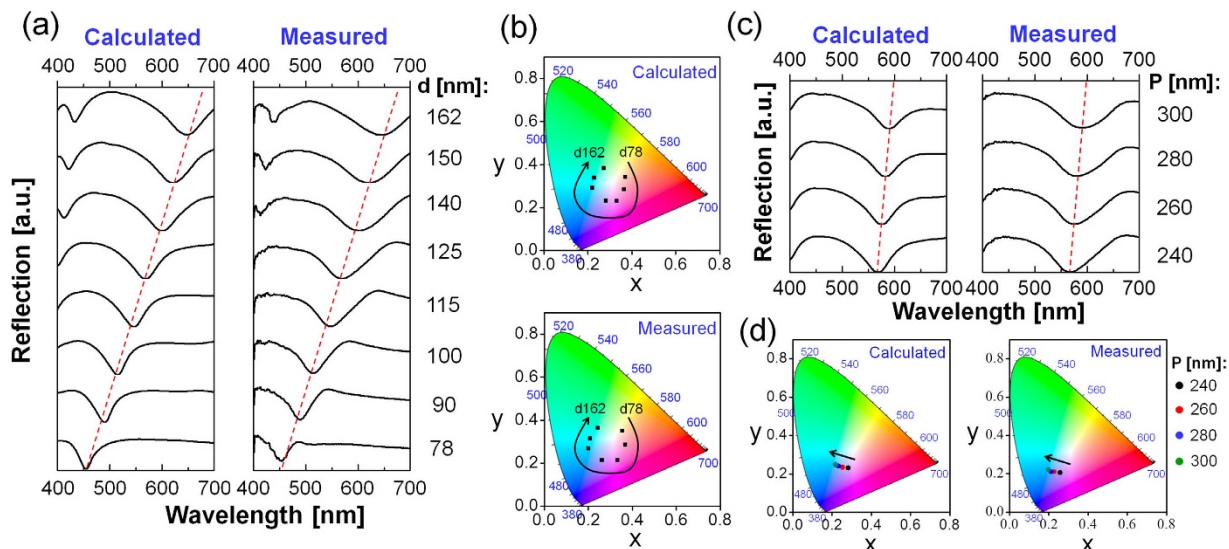 (a)
Calculated
Measured
400 500 600 700
400 500 600 700
d [nm]:
162
150
140
125
115
100
90
78
Reflection [a.u.]
400 500 600 700
400 500 600 700
Wavelength [nm]
(b)
Calculated
0.8
0.6
0.4
0.2
0.0
y
520
540
560
580
600
700
500
480
380
d162
d78
0.0 0.2 0.4 0.6 0.8
x
Measured
0.8
0.6
0.4
0.2
0.0
y
520
540
560
580
600
700
500
480
380
d162
d78
0.0 0.2 0.4 0.6 0.8
x
(c)
Calculated
Measured
400 500 600 700
400 500 600 700
P [nm]:
300
280
260
240
Reflection [a.u.]
400 500 600 700
400 500 600 700
Wavelength [nm]
(d)
Calculated
0.8
0.6
0.4
0.2
0.0
y
520
540
560
580
600
700
500
480
380
0.0 0.2 0.4 0.6 0.8
x
Measured
0.8
0.6
0.4
0.2
0.0
y
520
540
560
580
600
700
500
480
380
0.0 0.2 0.4 0.6 0.8
x
P [nm]:
240
260
280
300